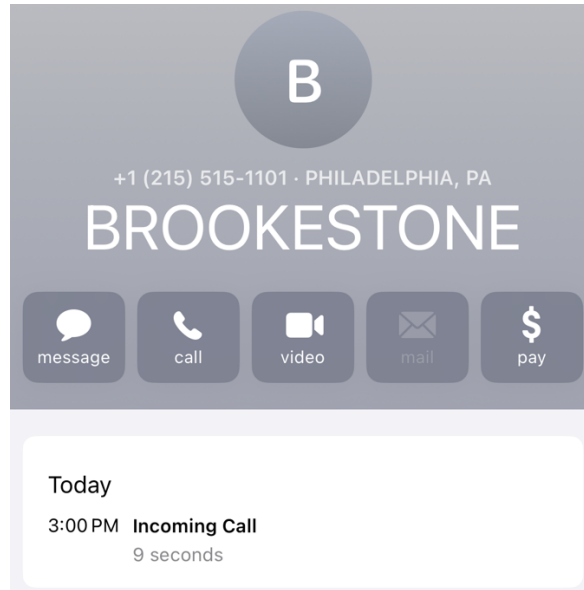 B
+1 (215) 515-1101 · PHILADELPHIA, PA
BROOKESTONE
message call video mail pay
Today
3:00 PM Incoming Call
9 seconds